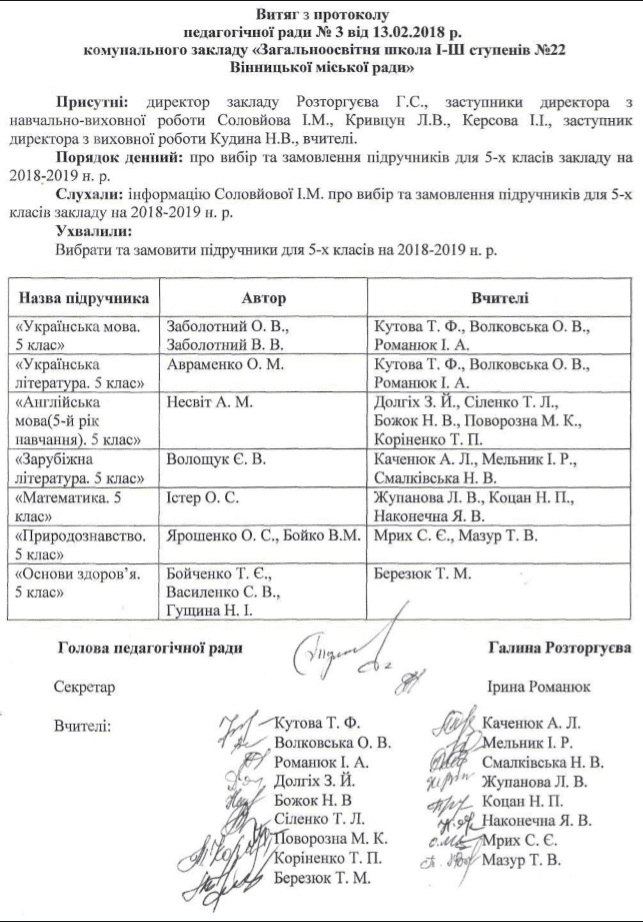 Витяг з протоколу
педагогічної ради № 3 від 13.02.2018 р.
комунального закладу «Загальноосвітня школа І-ІІІ ступенів №22
Вінницької міської ради»
Присутні: директор закладу Розторгуєва Г.С., заступники директора з
навчально-виховної роботи Соловйова І.М., Кривцун Л.В., Керсова І.І., заступник
директора з виховної роботи Кудина Н.В., вчителі.
Порядок денний: про вибір та замовлення підручників для 5-х класів закладу на
2018-2019 н. р.
Слухали: інформацію Соловйової І.М. про вибір та замовлення підручників для 5-х
класів закладу на 2018-2019 н. р.
Ухвалили:
Вибрати та замовити підручники для 5-х класів на 2018-2019 н. р.
Назва підручника Автор Вчителі
«Українська мова. Заболотний О. В., Кутова Т. Ф., Волковська О. В.,
5 клас» Заболотний В. В. Романюк І. А.
«Українська Авраменко О. М. Кутова Т. Ф., Волковська О. В.,
література. 5 клас» Романюк І. А.
«Англійська Несвіт А. М. Долгіх З. Й., Сіленко Т. Л.,
мова(5-й рік Божок Н. В., Поворозна М. К.,
навчання). 5 клас» Коріненко Т. П.
«Зарубіжна Волощук Є. В. Каченюк А. Л., Мельник І. Р.,
література. 5 клас» Смалківська Н. В.
«Математика. 5 Істер О. С. Жупанова Л. В., Коцан Н. П.,
клас» Наконечна Я. В.
«Природознавство. Ярошенко О. С., Бойко В.М. Мрих С. Є., Мазур Т. В.
5 клас»
«Основи здоров'я. Бойченко Т. Є., Березюк Т. М.
5 клас» Василенко С. В.,
Гущина Н. І.
Голова педагогічної ради Галина Розторгуєва
Секретар Ірина Романюк
Вчителі: Кутова Т. Ф. Каченюк А. Л.
Волковська О. В. Мельник І. Р.
Романюк І. А. Смалківська Н. В.
Долгіх З. Й. Жупанова Л. В.
Божок Н. В Коцан Н. П.
Сіленко Т. Л. Наконечна Я. В.
Поворозна М. К. Мрих С. Є.
Коріненко Т. П. Мазур Т. В.
Березюк Т. М.